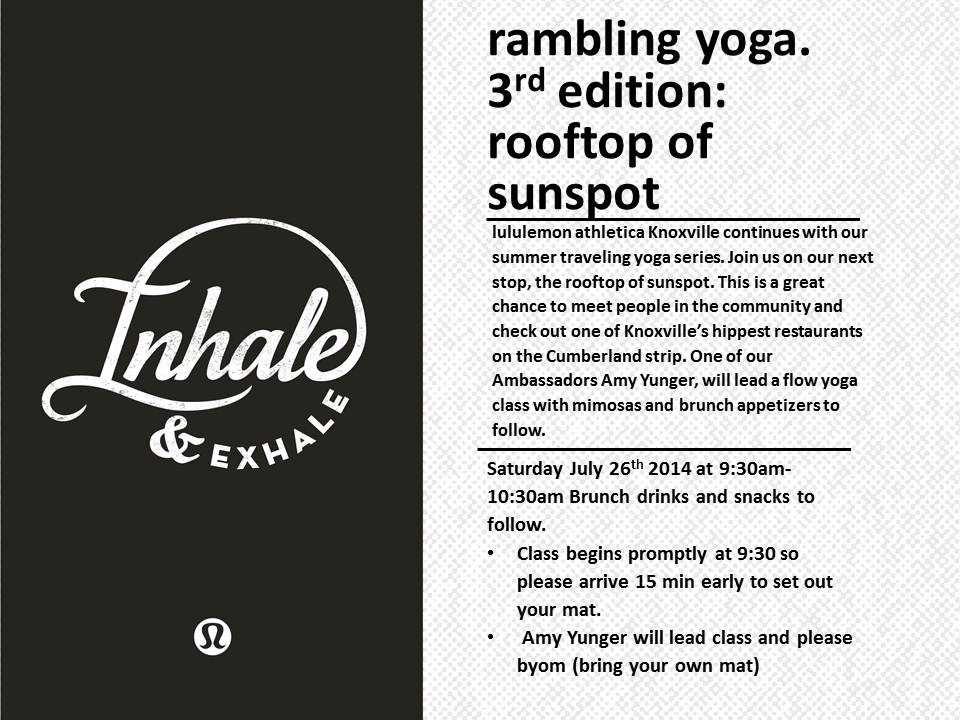 Inhale
& EXHALE
rambling yoga.
3rd edition:
rooftop of
sunspot
lululemon athletica Knoxville continues with our
summer traveling yoga series. Join us on our next
stop, the rooftop of sunspot. This is a great
chance to meet people in the community and
check out one of Knoxville’s hippest restaurants
on the Cumberland strip. One of our
Ambassadors Amy Yunger, will lead a flow yoga
class with mimosas and brunch appetizers to
follow.
Saturday July 26th 2014 at 9:30am-
10:30am Brunch drinks and snacks to
follow.
• Class begins promptly at 9:30 so
please arrive 15 min early to set out
your mat.
• Amy Yunger will lead class and please
byom (bring your own mat)